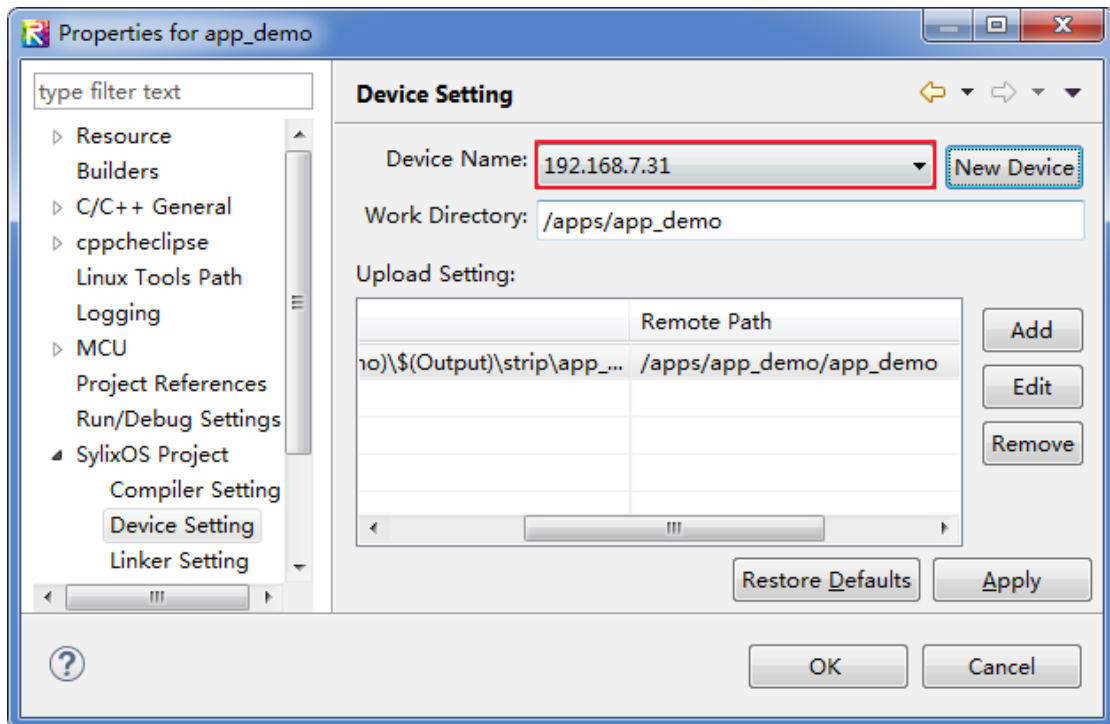 Properties for app_demo
type filter text
Resource
Builders
C/C++ General
cppcheclipse
Linux Tools Path
Logging
MCU
Project References
Run/Debug Settings
SylixOS Project
Compiler Setting
Device Setting
Linker Setting
Device Setting
Device Name: 192.168.7.31 New Device
Work Directory: /apps/app_demo
Upload Setting:
Remote Path
no)\$(Output)\strip\app_... /apps/app_demo/app_demo
Add
Edit
Remove
Restore Defaults Apply
OK Cancel